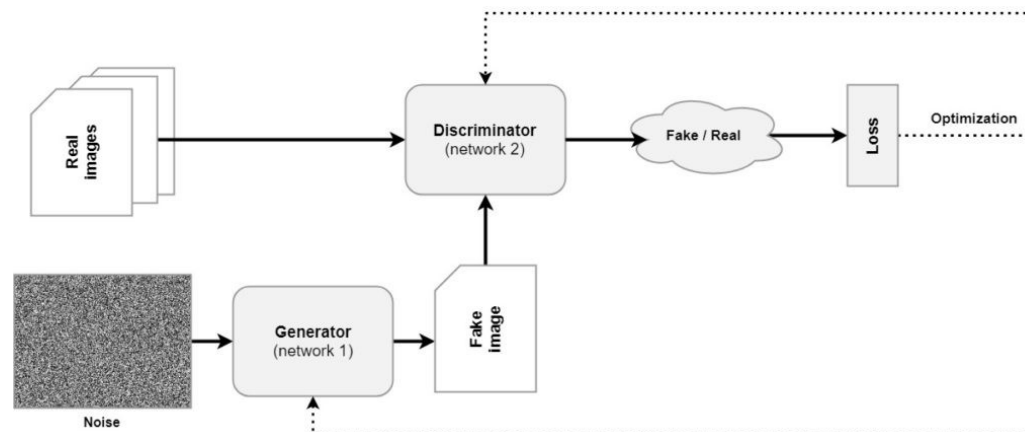 Real
images
Discriminator
(network 2)
Fake / Real
Loss
Optimization
Noise
Generator
(network 1)
Fake
image